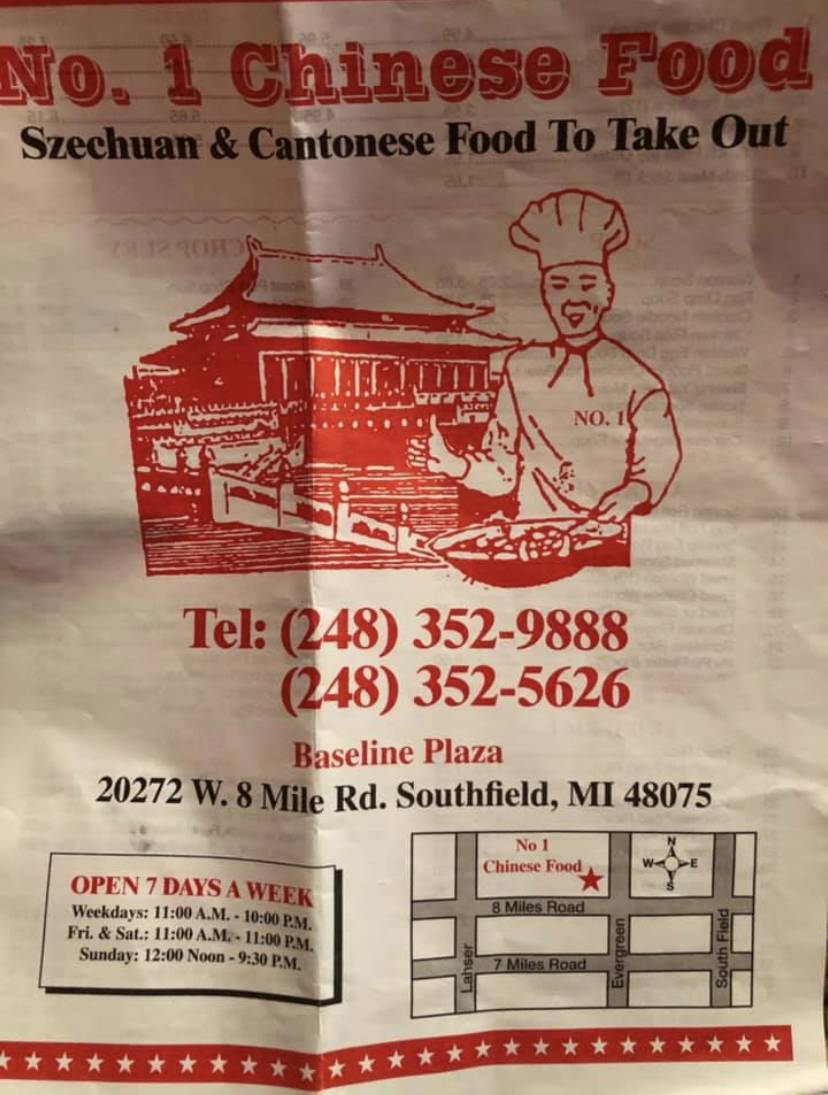 No. 1 Chinese Food
Szechuan & Cantonese Food To Take Out
NO. 1
Tel: (248) 352-9888
(248) 352-5626
Baseline Plaza
20272 W. 8 Mile Rd. Southfield, MI 48075
OPEN 7 DAYS A WEEK
Weekdays: 11:00 A.M. - 10:00 P.M.
Fri. & Sat.: 11:00 A.M. - 11:00 P.M.
Sunday: 12:00 Noon - 9:30 P.M.
No 1
Chinese Food
N
W E
S
8 Miles Road
7 Miles Road
Lahser
Evergreen
South Field